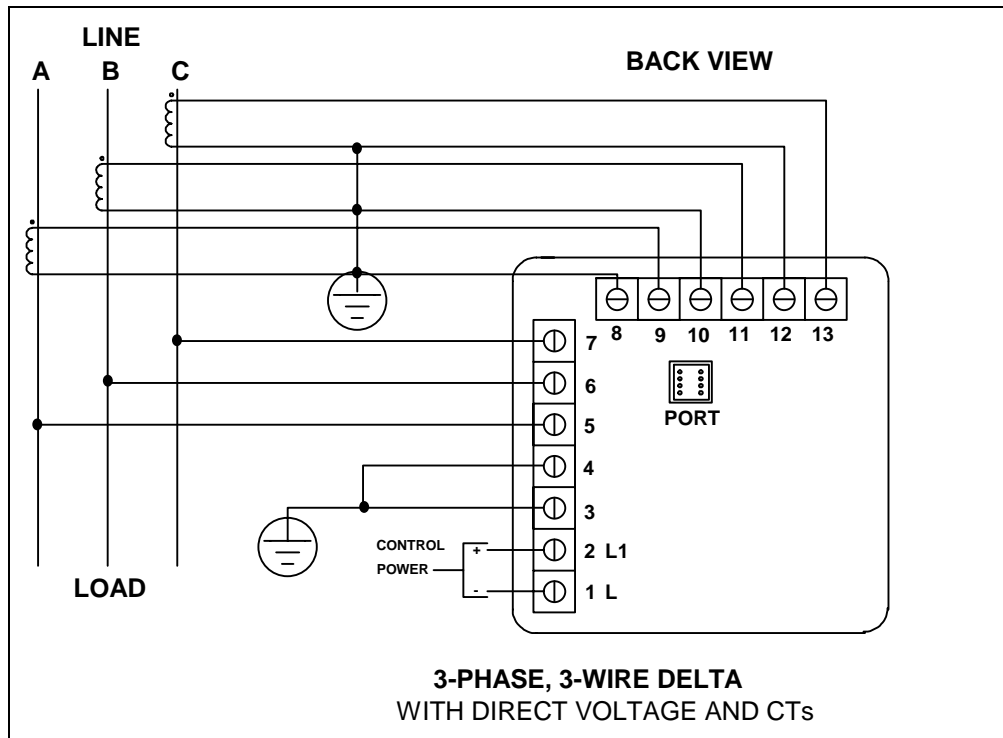 LINE
A B C
BACK VIEW
8 9 10 11 12 13
7
6
5
4
3
2 L1
1 L
PORT
CONTROL
POWER
+
-
LOAD
3-PHASE, 3-WIRE DELTA
WITH DIRECT VOLTAGE AND CTs